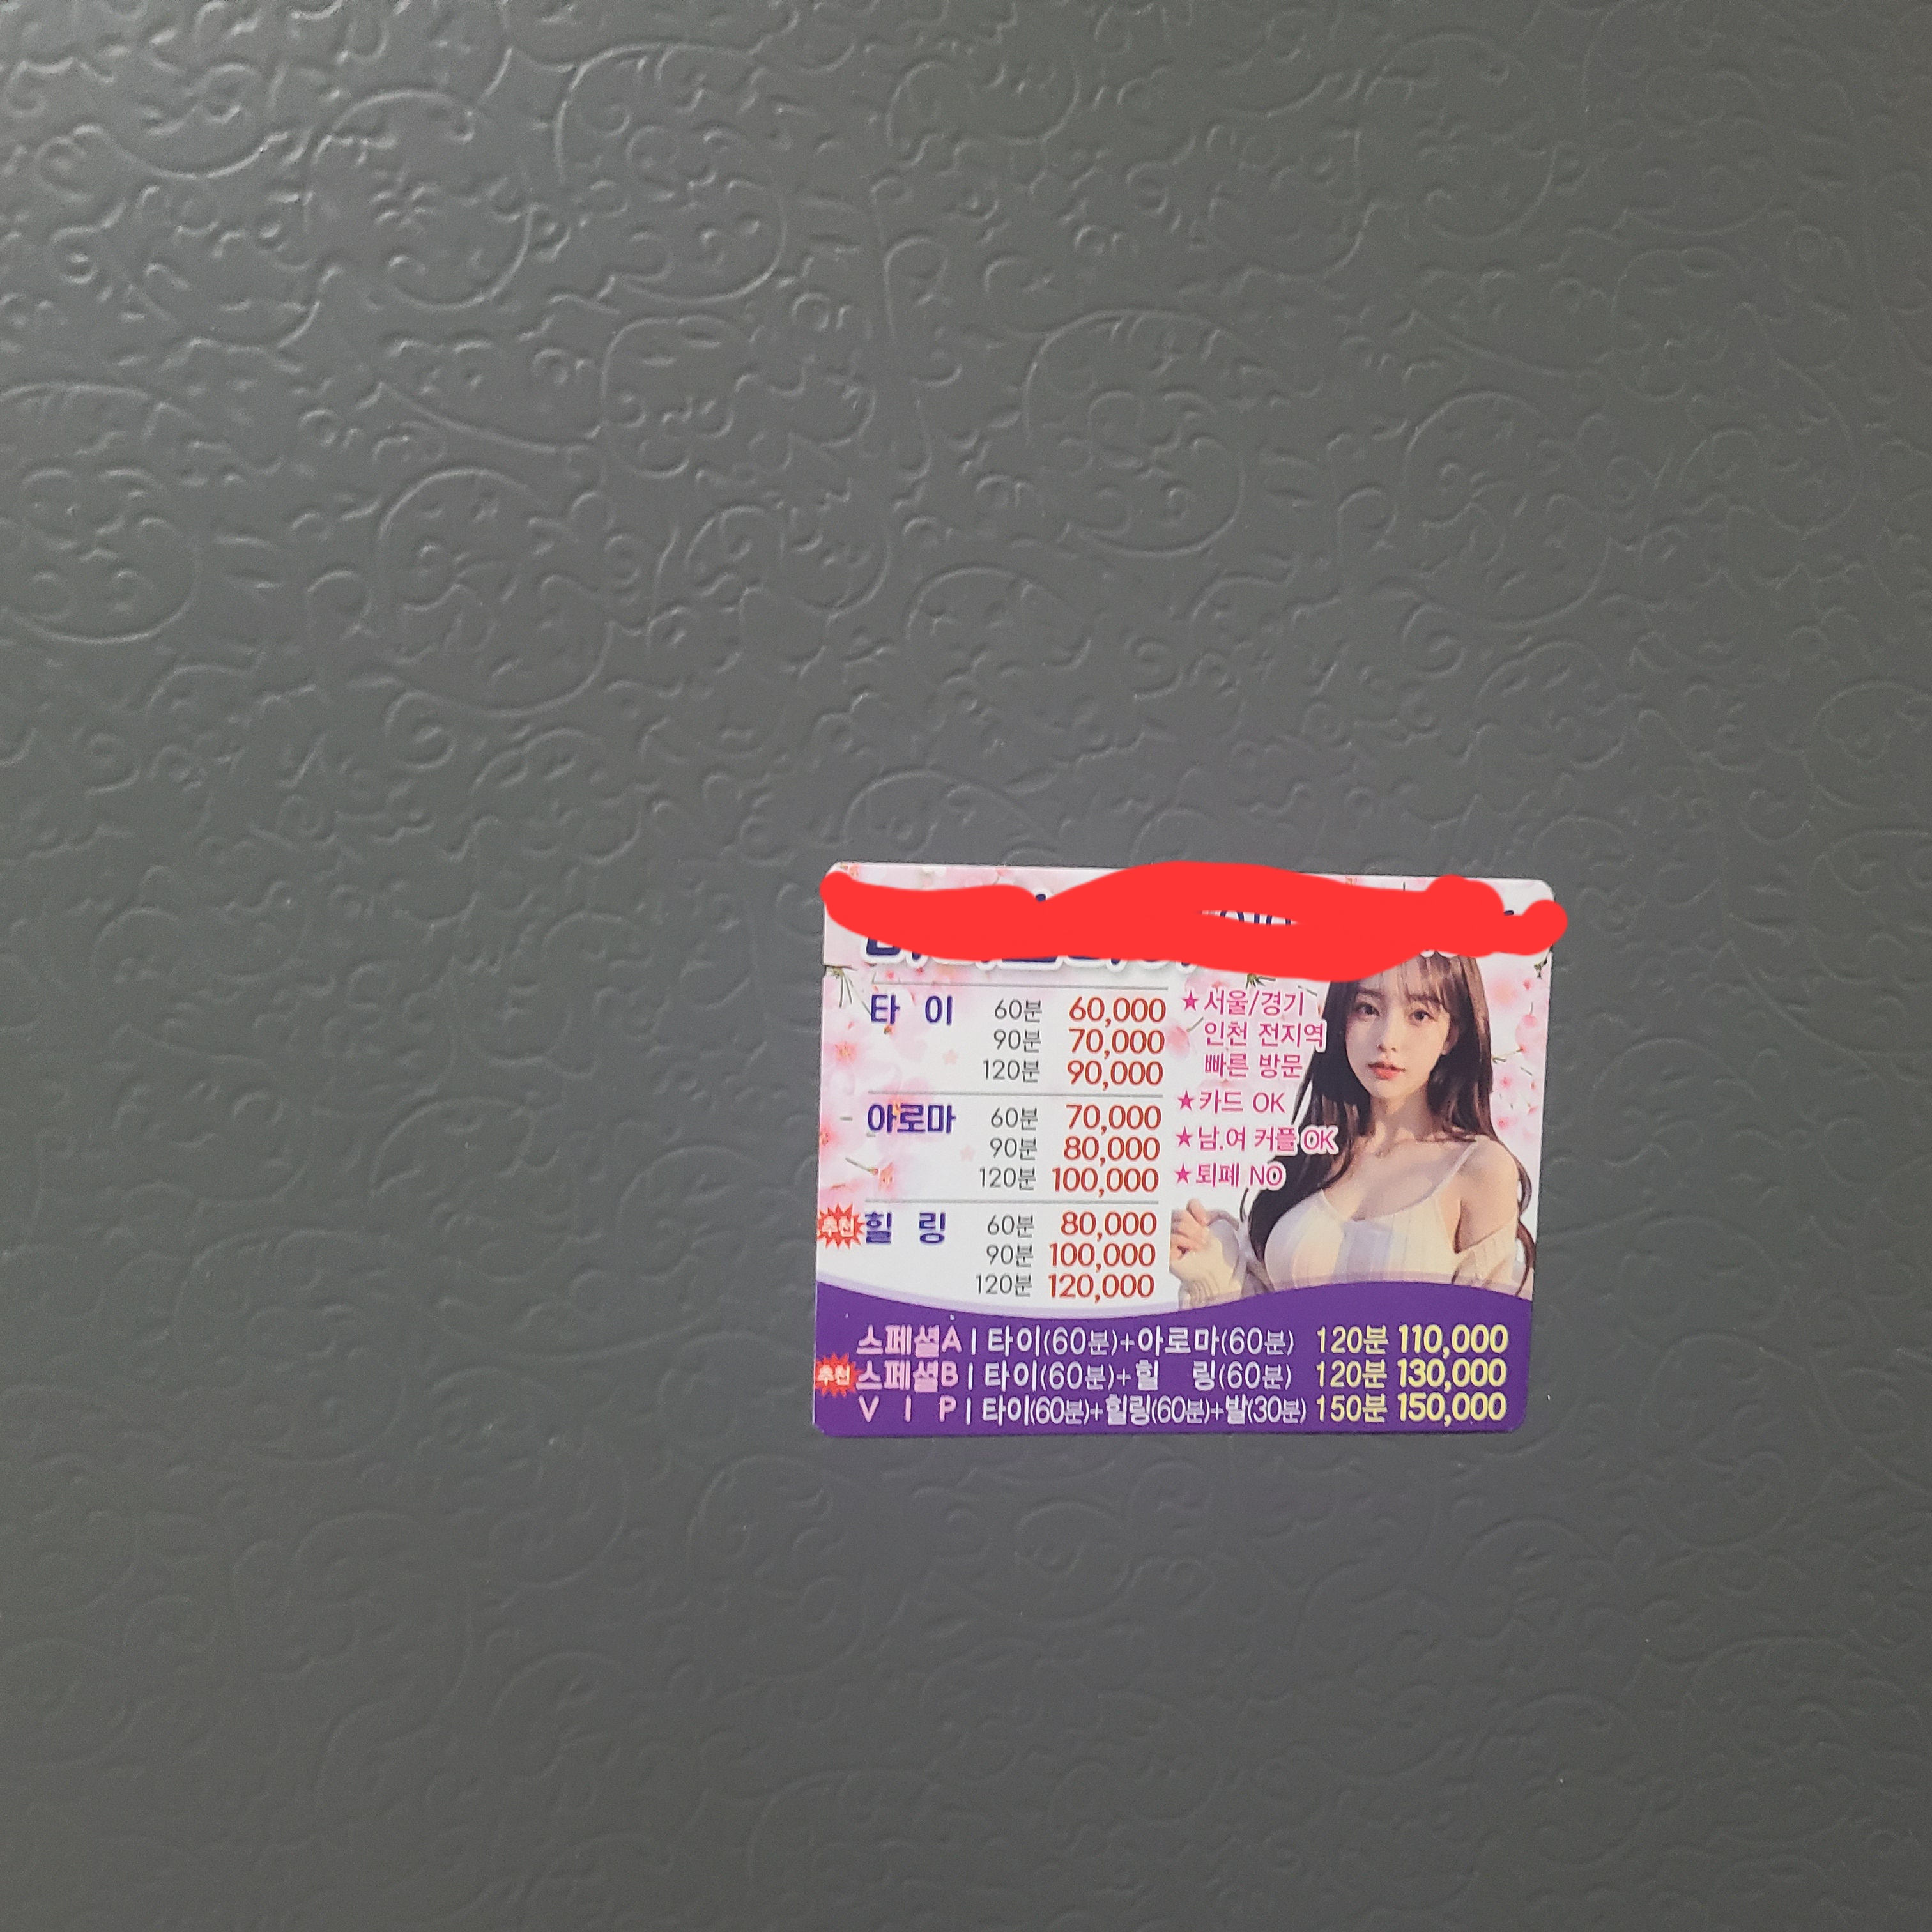 타 이 60분 60,000
90분 70,000
120분 90,000
아로마 60분 70,000
90분 80,000
120분 100,000
추천 힐 링 60분 80,000
90분 100,000
120분 120,000
★서울/경기
인천 전지역
빠른 방문
★카드 OK
★남.여 커플 OK
★퇴폐 NO
스페셜A | 타이(60분)+아로마(60분) 120분 110,000
추천 스페셜B | 타이(60분)+힐 링(60분) 120분 130,000
V I P | 타이(60분)+힐링(60분)+발(30분) 150분 150,000